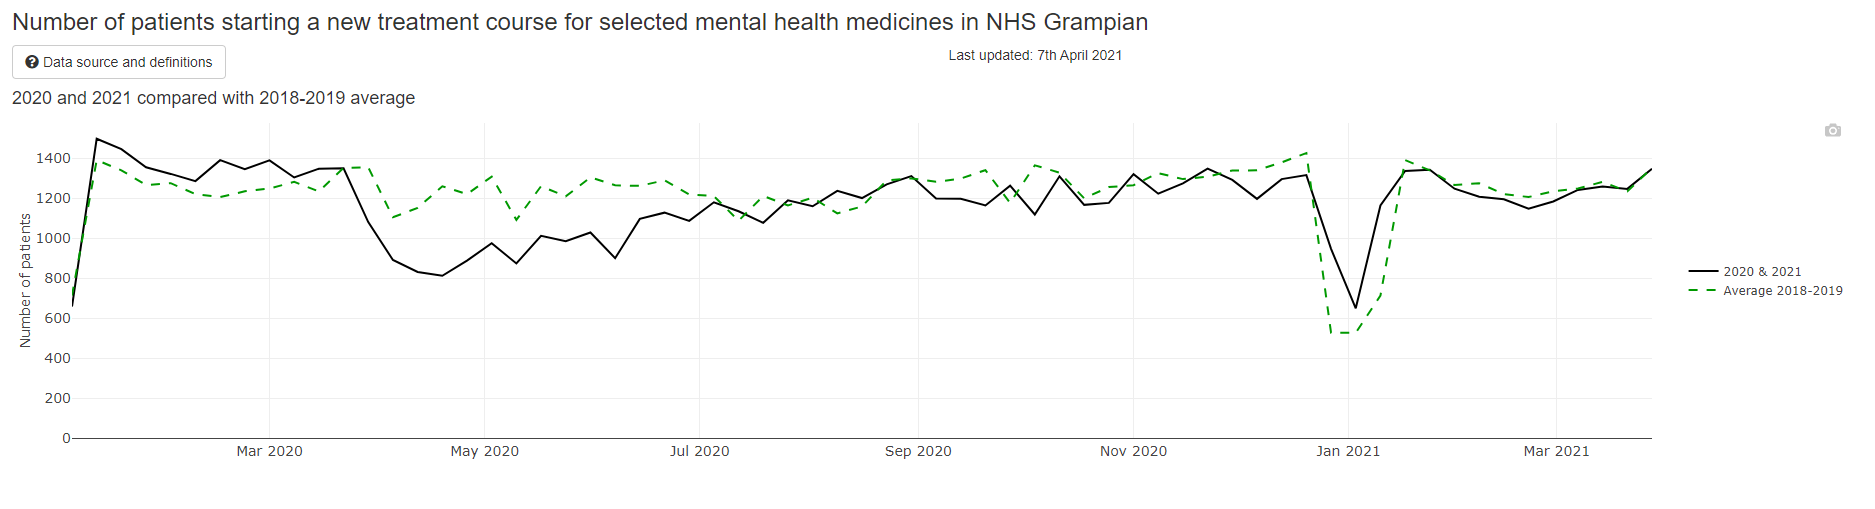 Number of patients starting a new treatment course for selected mental health medicines in NHS Grampian
Data source and definitions
Last updated: 7th April 2021
2020 and 2021 compared with 2018-2019 average
Number of patients
1400
1200
1000
800
600
400
200
0
Mar 2020
May 2020
Jul 2020
Sep 2020
Nov 2020
Jan 2021
Mar 2021
2020 & 2021
Average 2018-2019